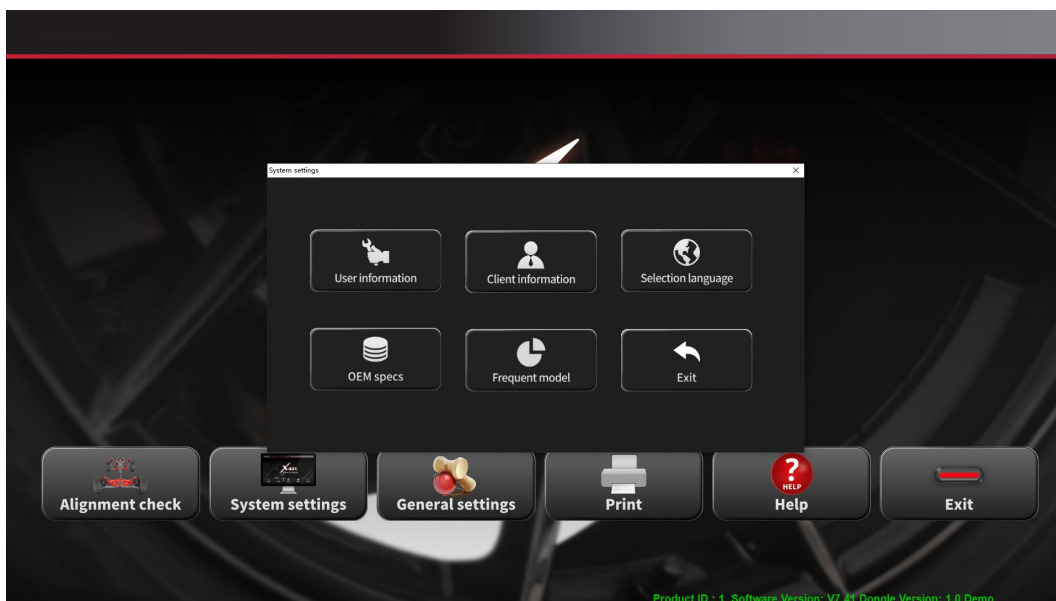 System settings
User information
Client information
Selection language
OEM specs
Frequent model
Exit
X-431
HELP
Alignment check
System settings
General settings
Print
Help
Exit
Product ID : 1 Software Version: V7.41 Dongle Version: 1.0 Demo